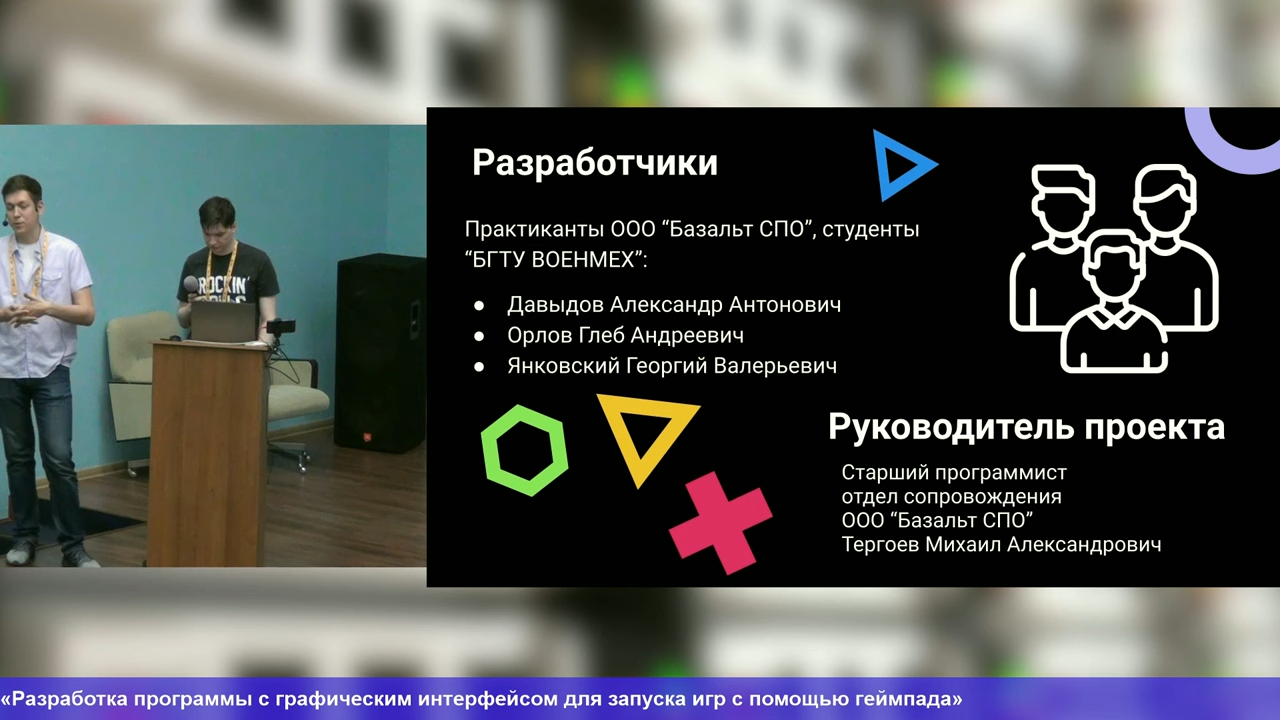 Разработчики
Практиканты ООО “Базальт СПО”, студенты
“БГТУ ВОЕНМЕХ”:
● Давыдов Александр Антонович
● Орлов Глеб Андреевич
● Янковский Георгий Валерьевич
Руководитель проекта
Старший программист
отдел сопровождения
ООО “Базальт СПО”
Тергоев Михаил Александрович
ROCKIN'
«Разработка программы с графическим интерфейсом для запуска игр с помощью геймпада»